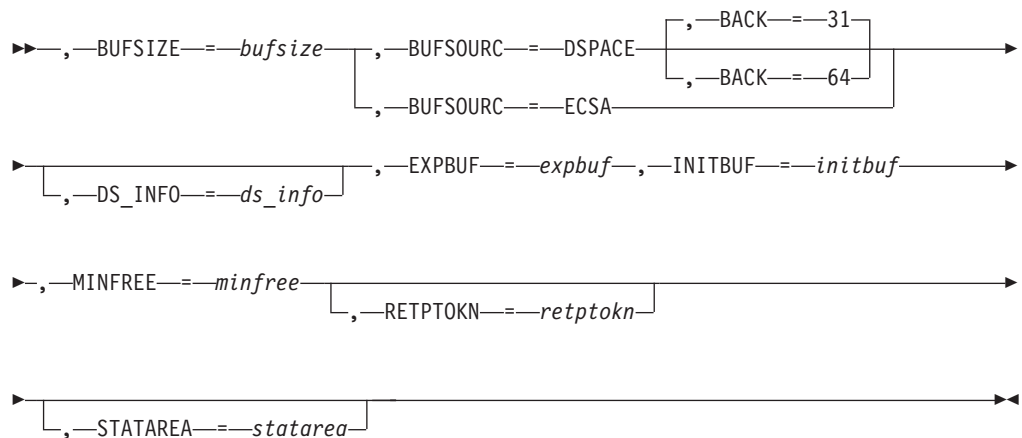 , BACK = 31
, BUFSIZE = bufsize , BUFSOURC = DSPACE
, BACK = 64
, BUFSOURC = ECSA
, EXPBUF = expbuf , INITBUF = initbuf
, DS_INFO = ds_info
, MINFREE = minfree
, RETPTOKN = retptokn
, STATAREA = statarea